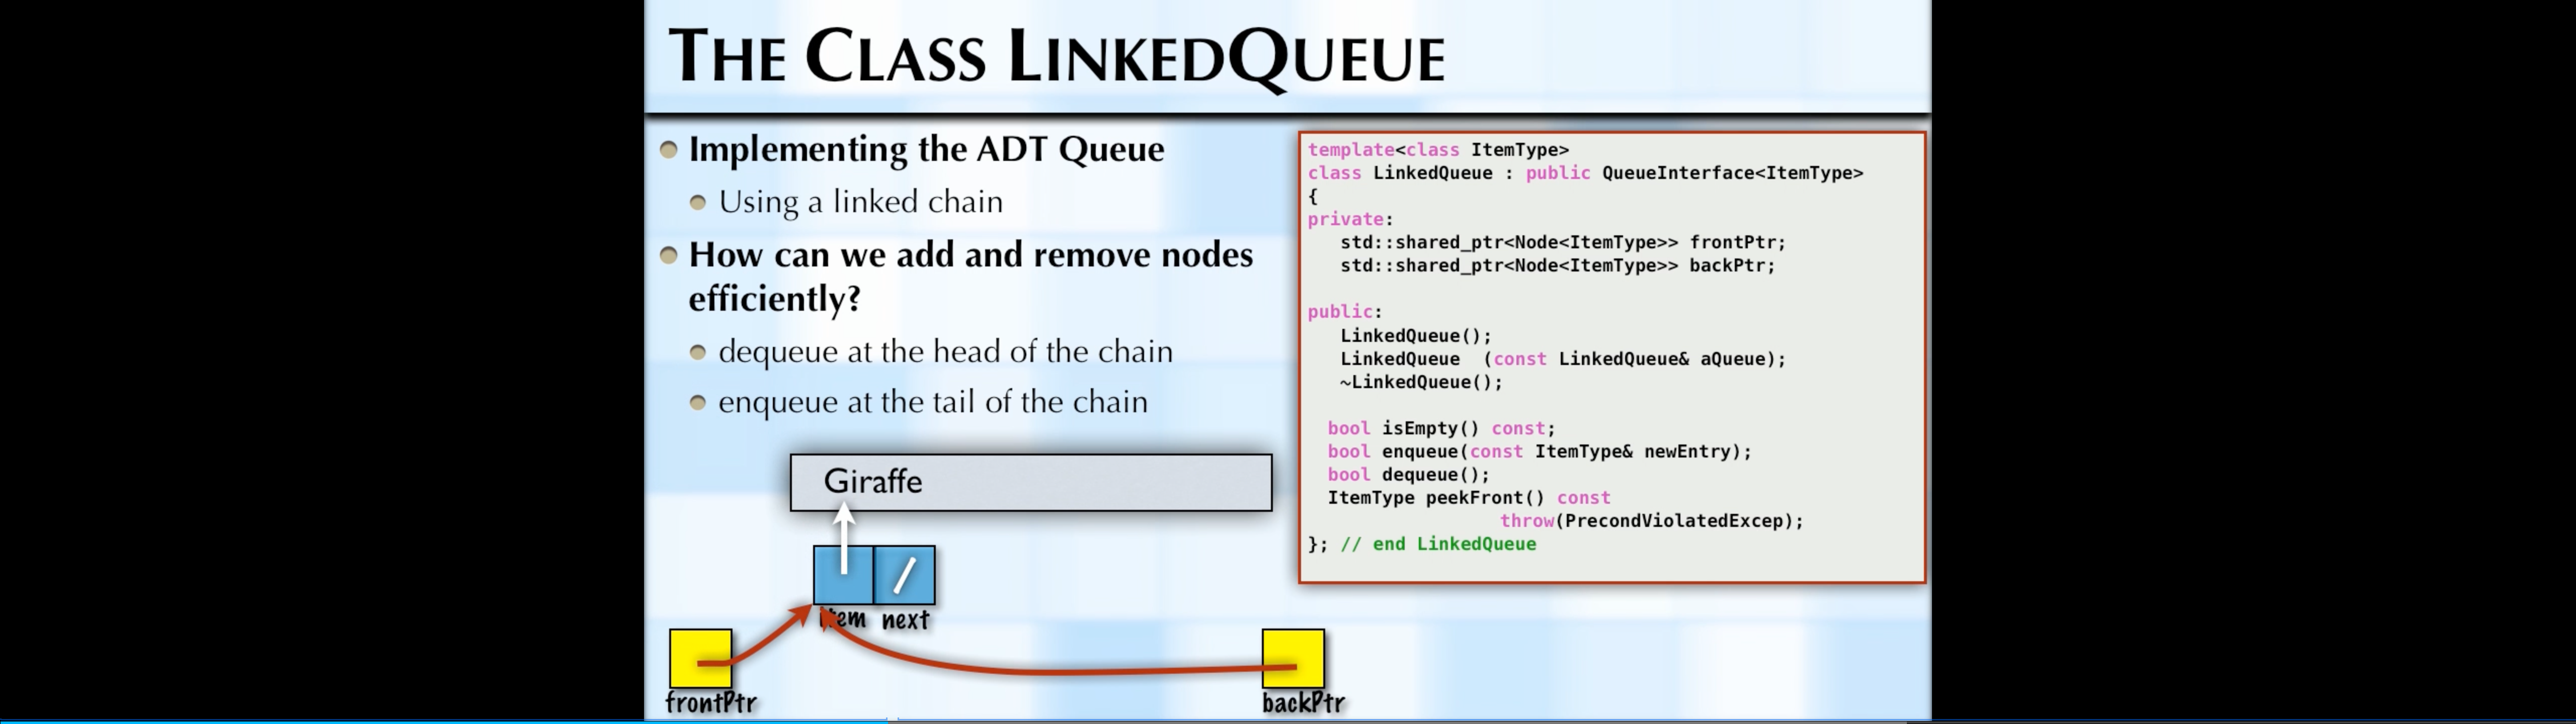 THE CLASS LINKEDQUEUE
Implementing the ADT Queue
Using a linked chain
How can we add and remove nodes
efficiently?
dequeue at the head of the chain
enqueue at the tail of the chain
Giraffe
item next
frontPtr
backPtr
template<class ItemType>
class LinkedQueue : public QueueInterface<ItemType>
{
private:
   std::shared_ptr<Node<ItemType>> frontPtr;
   std::shared_ptr<Node<ItemType>> backPtr;
public:
   LinkedQueue();
   LinkedQueue  (const LinkedQueue& aQueue);
   ~LinkedQueue();
  bool isEmpty() const;
  bool enqueue(const ItemType& newEntry);
  bool dequeue();
  ItemType peekFront() const
                  throw(PrecondViolatedExcep);
}; // end LinkedQueue